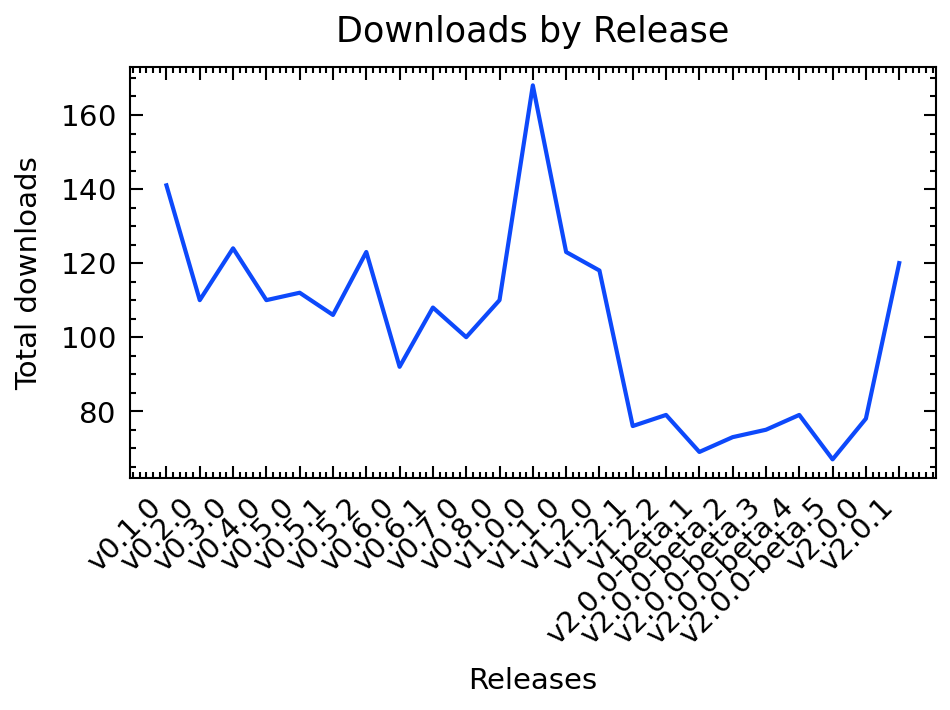 Downloads by Release
Total downloads
160
140
120
100
80
v0.1.0
v0.2.0
v0.3.0
v0.4.0
v0.5.0
v0.5.1
v0.5.2
v0.6.0
v0.6.1
v0.7.0
v0.8.0
v1.0.0
v1.1.0
v1.2.0
v1.2.1
v1.2.2
v2.0.0-beta.1
v2.0.0-beta.2
v2.0.0-beta.3
v2.0.0-beta.4
v2.0.0-beta.5
v2.0.0
v2.0.1
Releases